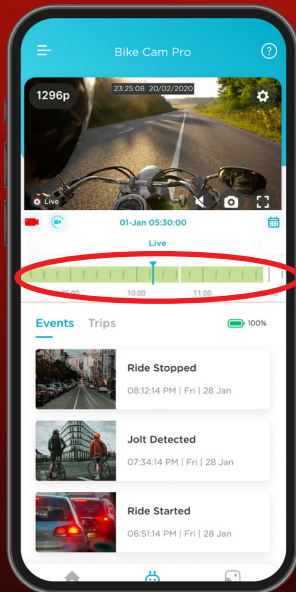 Bike Cam Pro
?
1296p
23:25:08 20/02/2020
Live
01-Jan 05:30:00
Live
10:00
11:00
Events Trips
100%
Ride Stopped
08:12:14 PM | Fri | 28 Jan
Jolt Detected
07:34:14 PM | Fri | 28 Jan
Ride Started
06:51:14 PM | Fri | 28 Jan